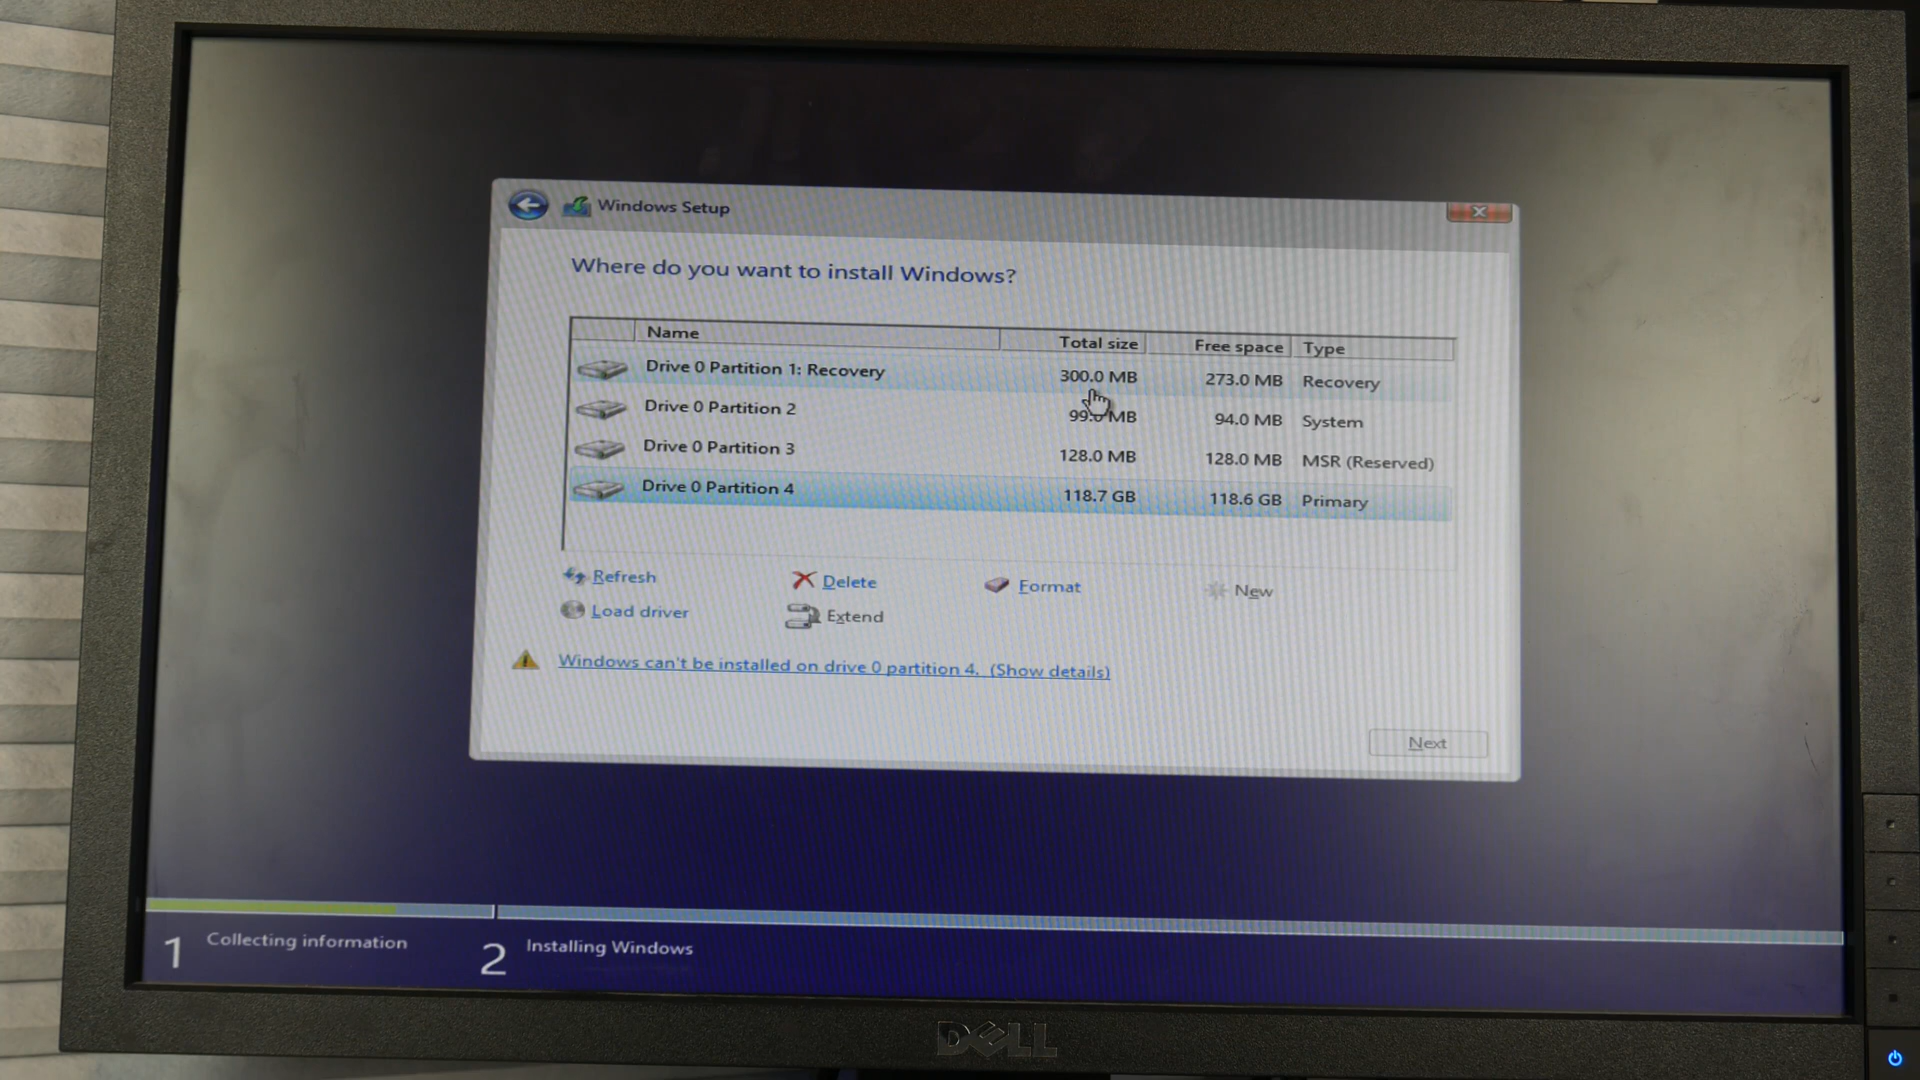 Windows Setup
Where do you want to install Windows?
Name Total size Free space Type
Drive 0 Partition 1: Recovery 300.0 MB 273.0 MB Recovery
Drive 0 Partition 2 99.0 MB 94.0 MB System
Drive 0 Partition 3 128.0 MB 128.0 MB MSR (Reserved)
Drive 0 Partition 4 118.7 GB 118.6 GB Primary
Refresh Delete Format New
Load driver Extend
Windows can't be installed on drive 0 partition 4. (Show details)
Next
1 Collecting information 2 Installing Windows
DELL